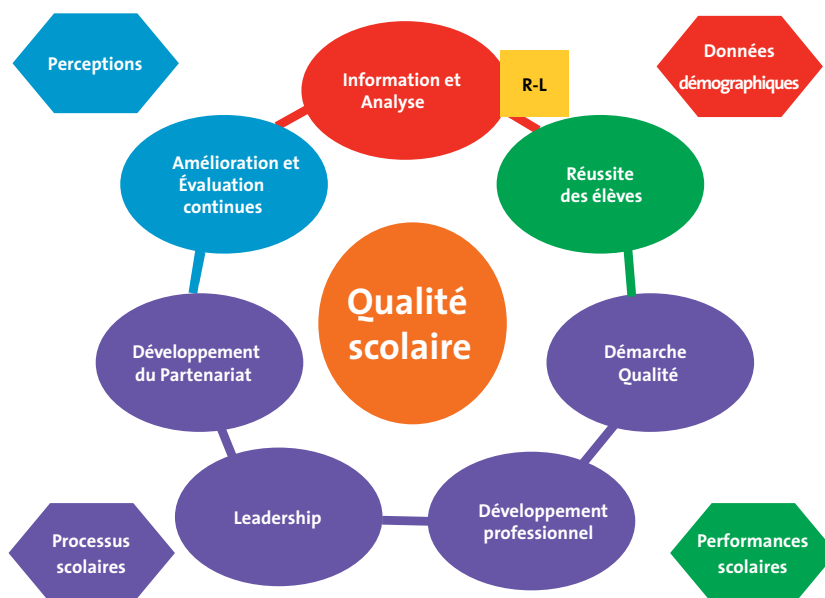 Perceptions
Information et
Analyse
R-L
Données
démographiques
Amélioration et
Évaluation
continues
Réussite
des élèves
Qualité
scolaire
Développement
du Partenariat
Démarche
Qualité
Leadership
Développement
professionnel
Processus
scolaires
Performances
scolaires